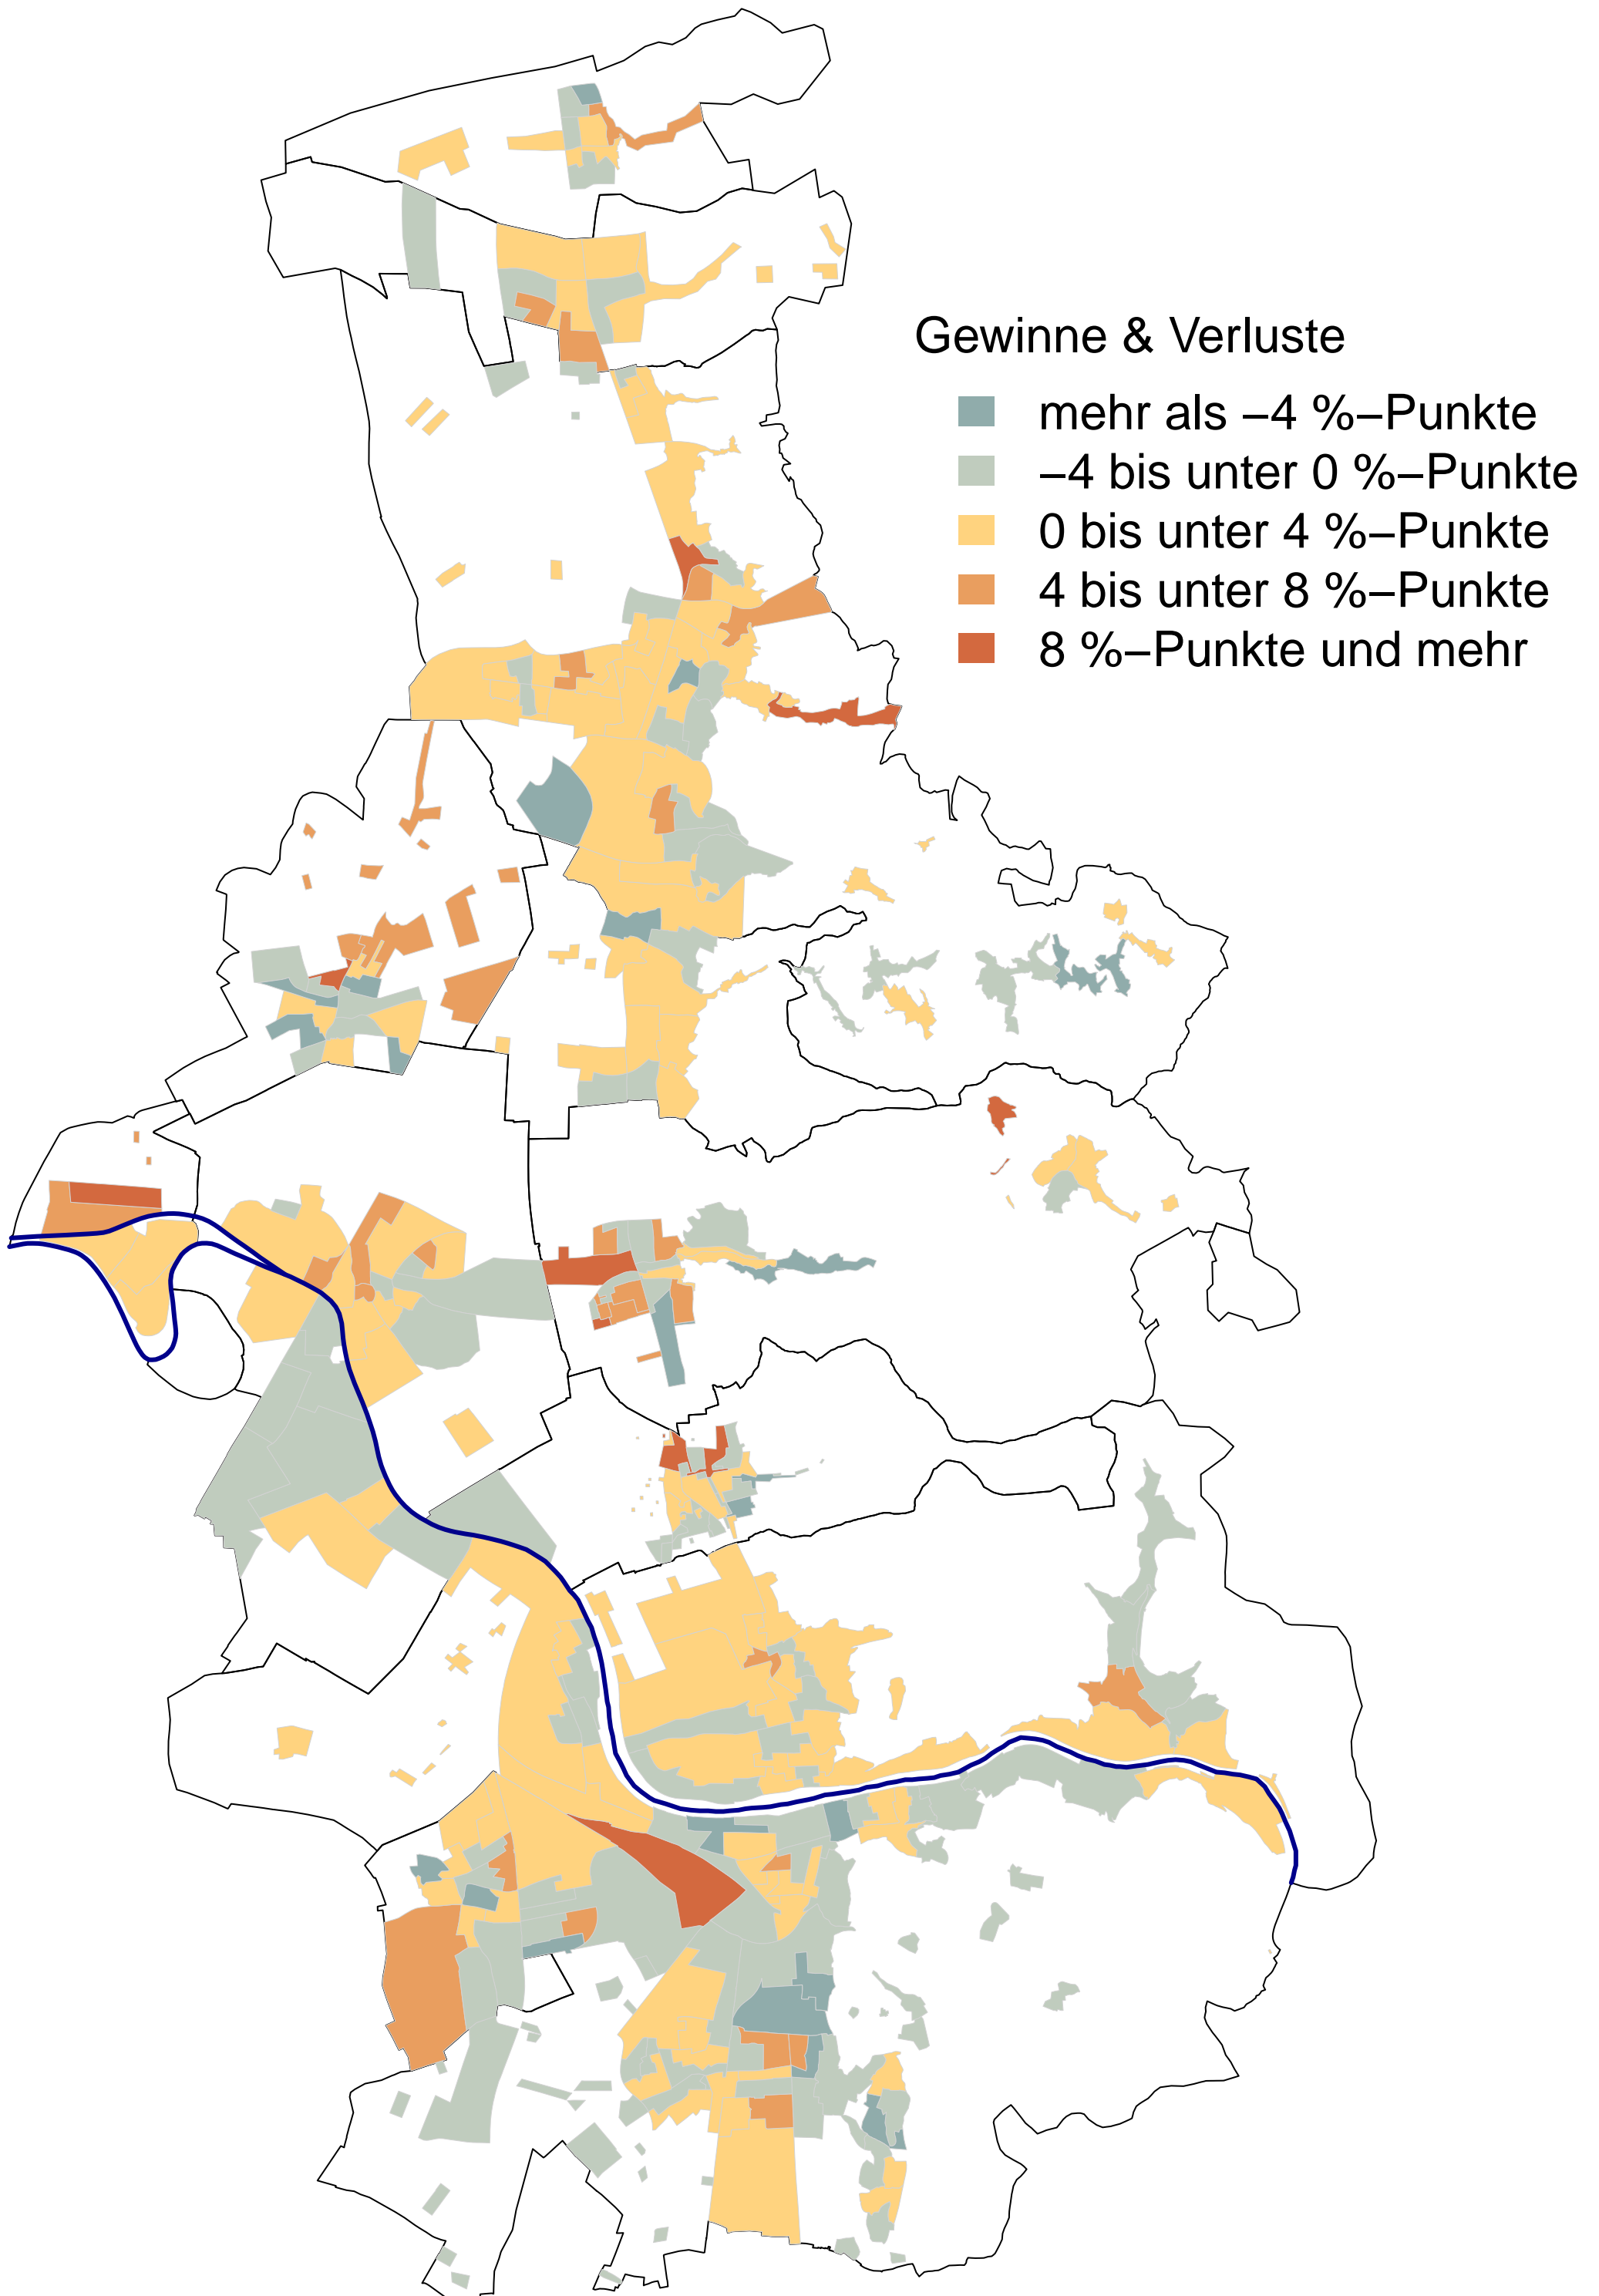 Gewinne & Verluste
mehr als –4 %–Punkte
–4 bis unter 0 %–Punkte
0 bis unter 4 %–Punkte
4 bis unter 8 %–Punkte
8 %–Punkte und mehr